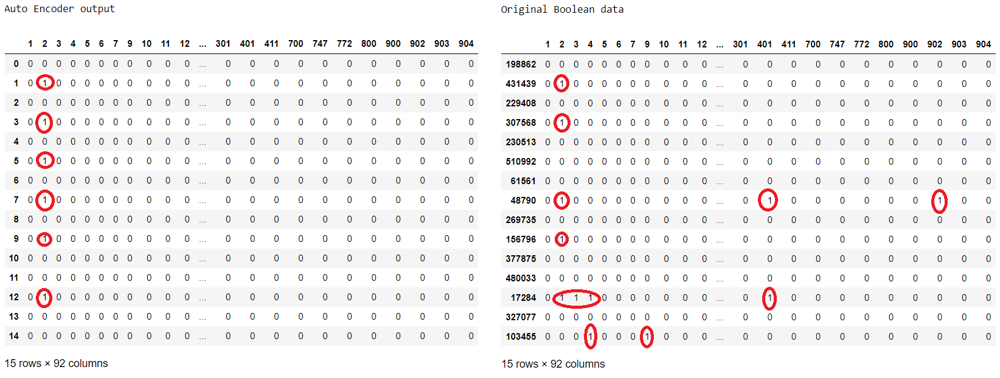 Auto Encoder output
1 2 3 4 5 6 7 9 10 11 12 ... 301 401 411 700 747 772 800 900 902 903 904
0 0 0 0 0 0 0 0 0 0 0 0 ... 0 0 0 0 0 0 0 0 0 0 0
1 0 1 0 0 0 0 0 0 0 0 0 ... 0 0 0 0 0 0 0 0 0 0 0
2 0 0 0 0 0 0 0 0 0 0 0 ... 0 0 0 0 0 0 0 0 0 0 0
3 0 1 0 0 0 0 0 0 0 0 0 ... 0 0 0 0 0 0 0 0 0 0 0
4 0 0 0 0 0 0 0 0 0 0 0 ... 0 0 0 0 0 0 0 0 0 0 0
5 0 1 0 0 0 0 0 0 0 0 0 ... 0 0 0 0 0 0 0 0 0 0 0
6 0 0 0 0 0 0 0 0 0 0 0 ... 0 0 0 0 0 0 0 0 0 0 0
7 0 1 0 0 0 0 0 0 0 0 0 ... 0 0 0 0 0 0 0 0 0 0 0
8 0 0 0 0 0 0 0 0 0 0 0 ... 0 0 0 0 0 0 0 0 0 0 0
9 0 1 0 0 0 0 0 0 0 0 0 ... 0 0 0 0 0 0 0 0 0 0 0
10 0 0 0 0 0 0 0 0 0 0 0 ... 0 0 0 0 0 0 0 0 0 0 0
11 0 0 0 0 0 0 0 0 0 0 0 ... 0 0 0 0 0 0 0 0 0 0 0
12 0 1 0 0 0 0 0 0 0 0 0 ... 0 0 0 0 0 0 0 0 0 0 0
13 0 0 0 0 0 0 0 0 0 0 0 ... 0 0 0 0 0 0 0 0 0 0 0
14 0 0 0 0 0 0 0 0 0 0 0 ... 0 0 0 0 0 0 0 0 0 0 0
15 rows × 92 columns
Original Boolean data
1 2 3 4 5 6 7 9 10 11 12 ... 301 401 411 700 747 772 800 900 902 903 904
198862 0 0 0 0 0 0 0 0 0 0 0 ... 0 0 0 0 0 0 0 0 0 0 0
431439 0 1 0 0 0 0 0 0 0 0 0 ... 0 0 0 0 0 0 0 0 0 0 0
229408 0 0 0 0 0 0 0 0 0 0 0 ... 0 0 0 0 0 0 0 0 0 0 0
307568 0 1 0 0 0 0 0 0 0 0 0 ... 0 0 0 0 0 0 0 0 0 0 0
230513 0 0 0 0 0 0 0 0 0 0 0 ... 0 0 0 0 0 0 0 0 0 0 0
510992 0 0 0 0 0 0 0 0 0 0 0 ... 0 0 0 0 0 0 0 0 0 0 0
61561 0 0 0 0 0 0 0 0 0 0 0 ... 0 0 0 0 0 0 0 0 0 0 0
48790 0 1 0 0 0 0 0 0 0 0 0 ... 0 1 0 0 0 0 0 0 1 0 0
269735 0 0 0 0 0 0 0 0 0 0 0 ... 0 0 0 0 0 0 0 0 0 0 0
156796 0 1 0 0 0 0 0 0 0 0 0 ... 0 0 0 0 0 0 0 0 0 0 0
377875 0 0 0 0 0 0 0 0 0 0 0 ... 0 0 0 0 0 0 0 0 0 0 0
480033 0 0 0 0 0 0 0 0 0 0 0 ... 0 0 0 0 0 0 0 0 0 0 0
17284 0 1 1 1 0 0 0 0 0 0 0 ... 0 1 0 0 0 0 0 0 0 0 0
327077 0 0 0 0 0 0 0 0 0 0 0 ... 0 0 0 0 0 0 0 0 0 0 0
103455 0 0 0 1 0 0 0 1 0 0 0 ... 0 0 0 0 0 0 0 0 0 0 0
15 rows × 92 columns